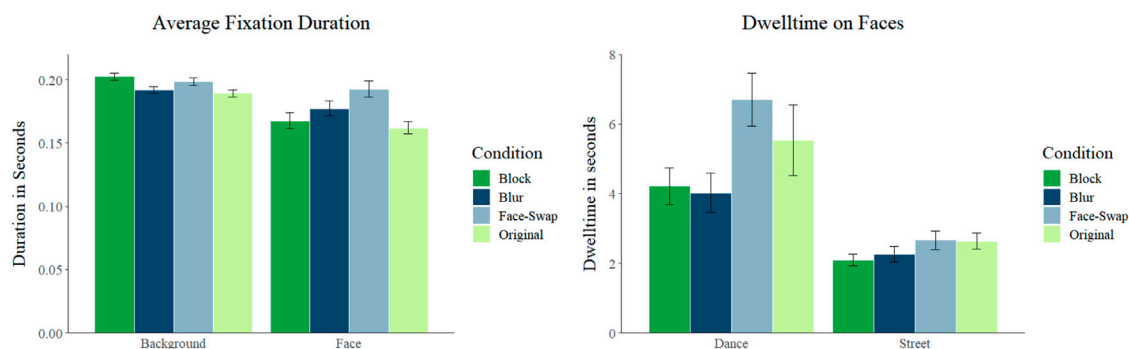 Average Fixation Duration
Duration in Seconds
0.20
0.15
0.10
0.05
0.00
Background
Face
Condition
Block
Blur
Face-Swap
Original
Dwelltime on Faces
Dwelltime in seconds
8
6
4
2
0
Dance
Street
Condition
Block
Blur
Face-Swap
Original